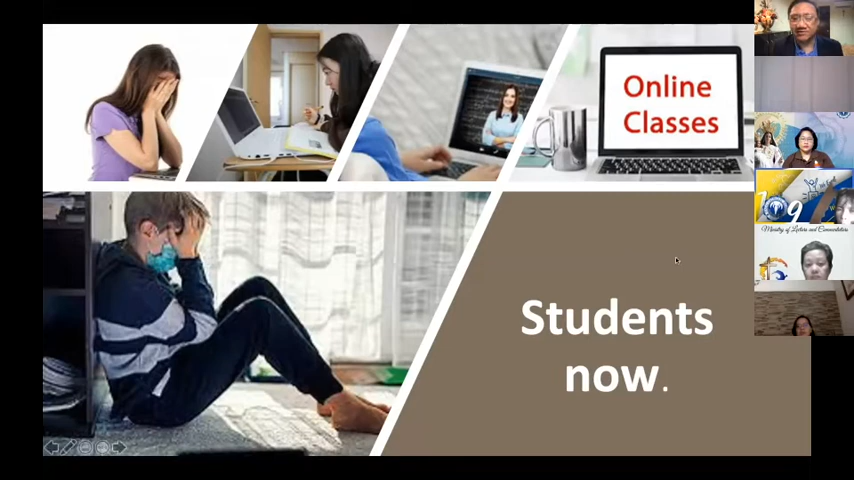 Online
Classes
Students
now.
Ministry of Lectors and Commentators